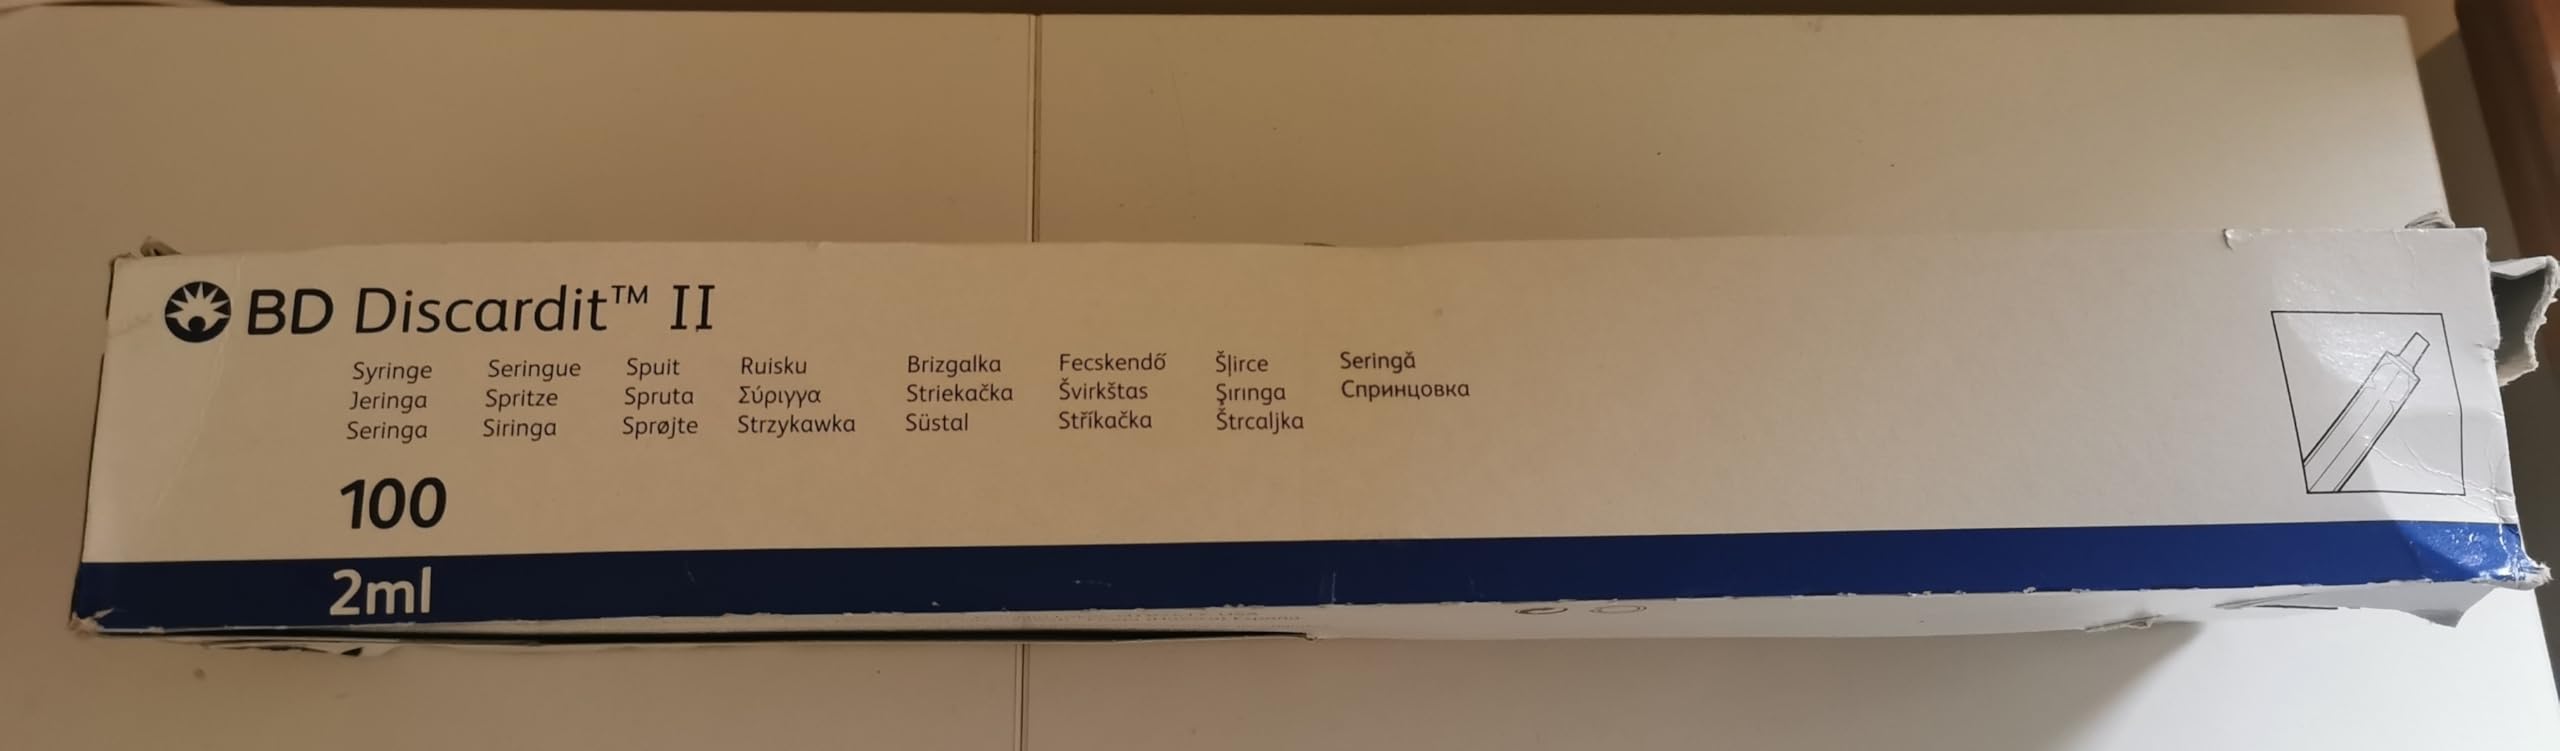 BD Discardit™ II
Syringe Seringue Spuit Ruisku Brizgalka Fecskendő Šļirce Seringă
Jeringa Spritze Spruta Σύριγγα Striekačka Švirkštas Şırınga Спринцовка
Seringa Siringa Sprøjte Strzykawka Süstal Stříkačka Štrcaljka
100
2ml